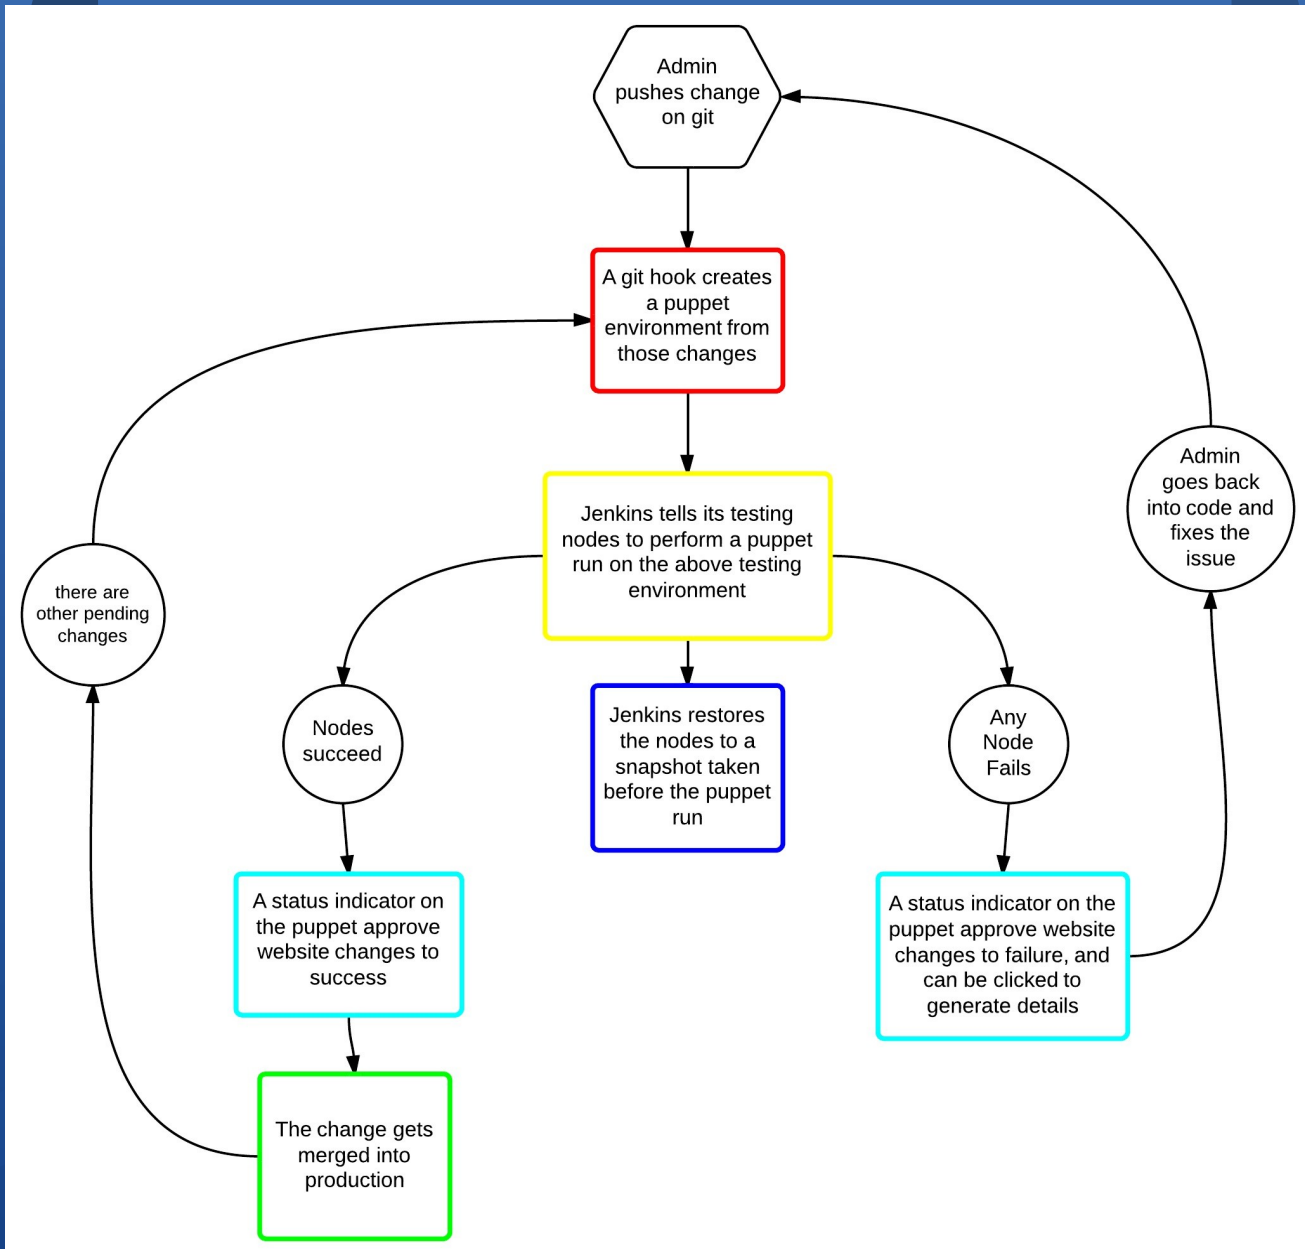 Admin
pushes change
on git
A git hook creates
a puppet
environment from
those changes
Jenkins tells its testing
nodes to perform a puppet
run on the above testing
environment
Admin
goes back
into code and
fixes the
issue
there are
other pending
changes
Nodes
succeed
Jenkins restores
the nodes to a
snapshot taken
before the puppet
run
Any
Node
Fails
A status indicator on
the puppet approve
website changes to
success
A status indicator on the
puppet approve website
changes to failure, and
can be clicked to
generate details
The change gets
merged into
production